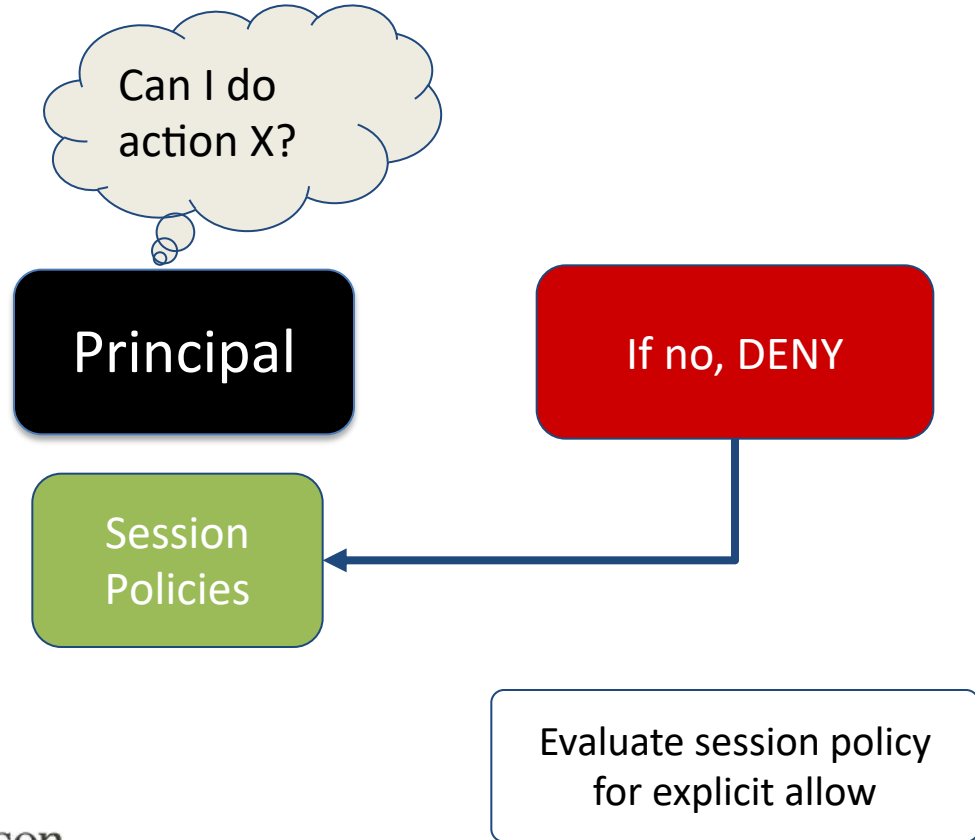 Can I do
action X?
Principal
If no, DENY
Session
Policies
Evaluate session policy
for explicit allow